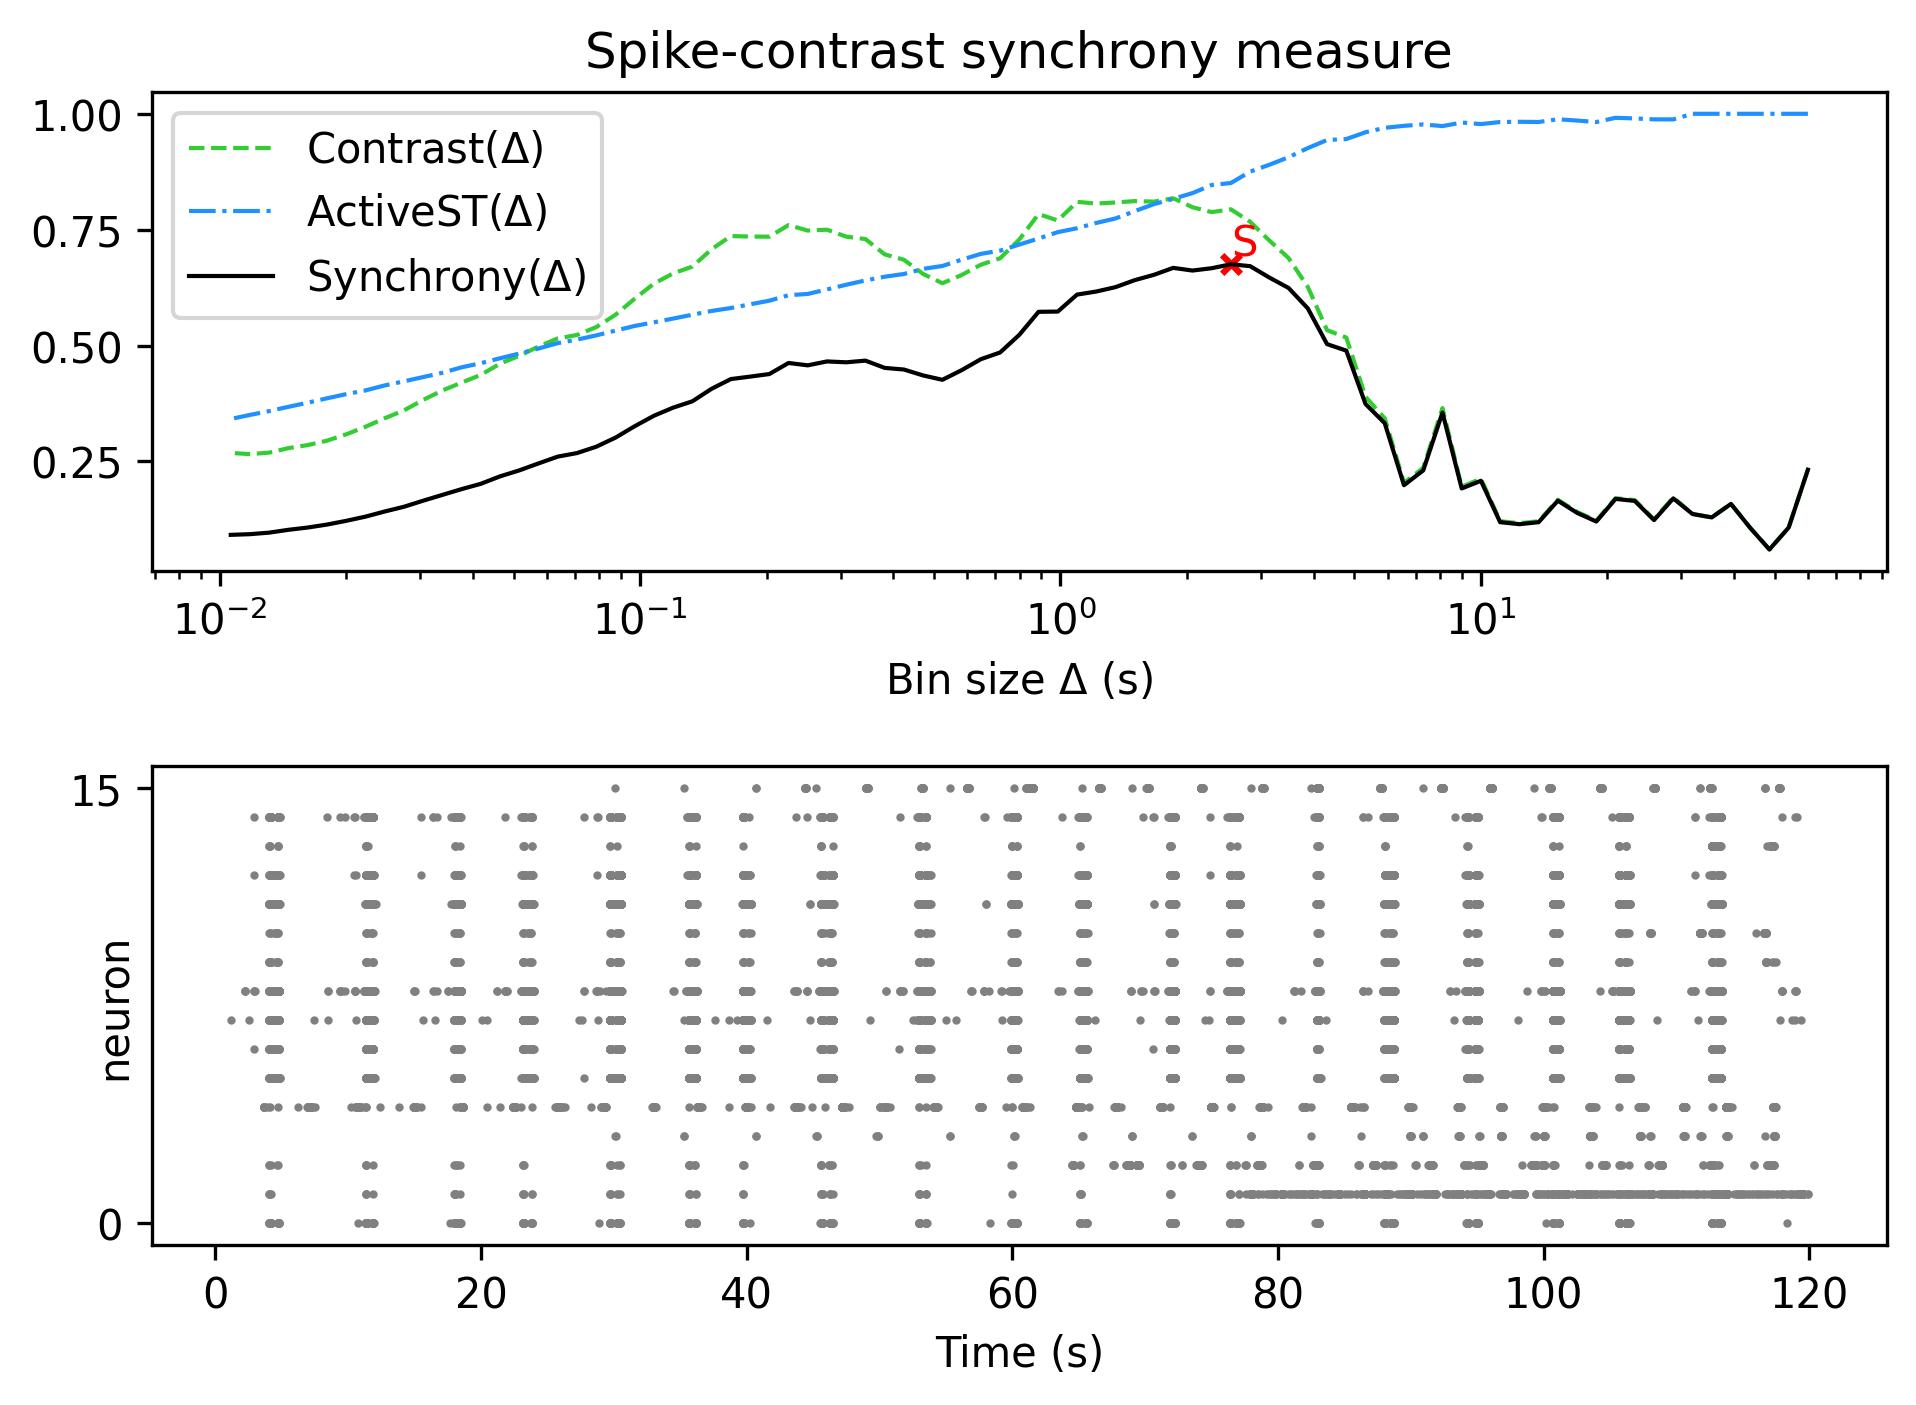 Spike-contrast synchrony measure
1.00
0.75
0.50
0.25
Contrast(Δ)
ActiveST(Δ)
Synchrony(Δ)
S
10⁻² 10⁻¹ 10⁰ 10¹
Bin size Δ (s)
15
0
neuron
0 20 40 60 80 100 120
Time (s)